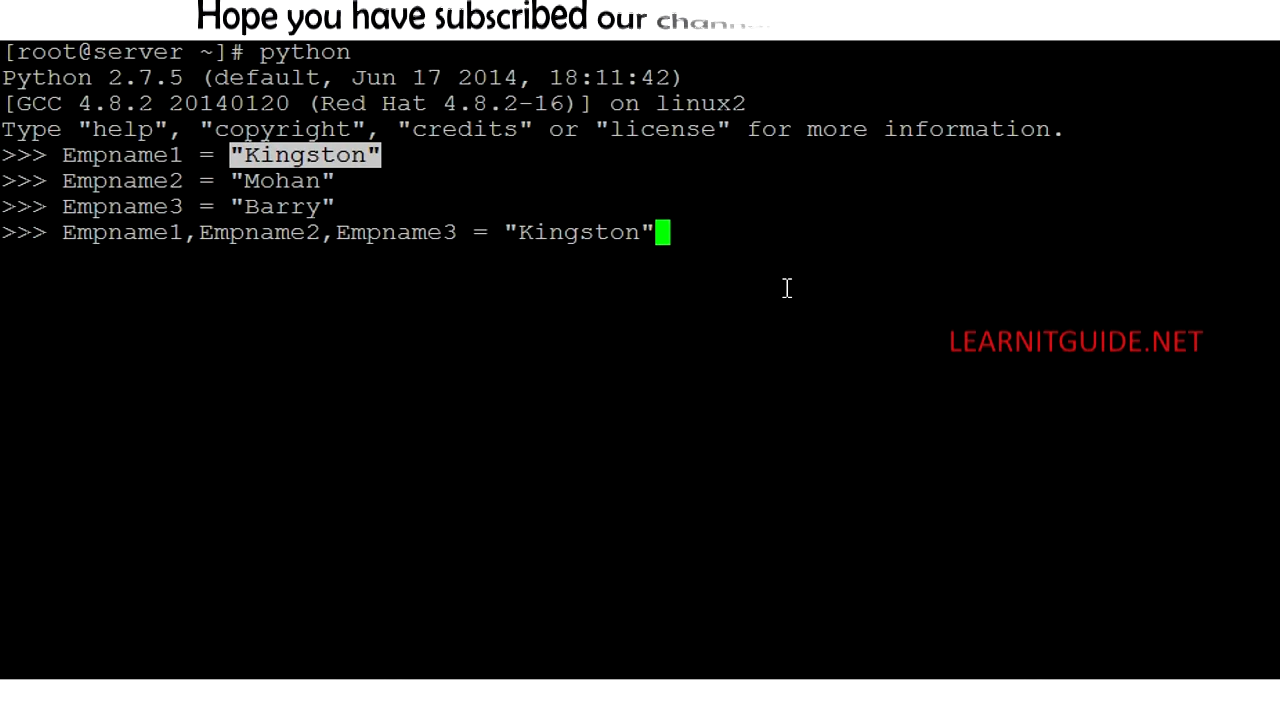 Hope you have subscribed our
[root@server ~]# python
Python 2.7.5 (default, Jun 17 2014, 18:11:42)
[GCC 4.8.2 20140120 (Red Hat 4.8.2-16)] on linux2
Type "help", "copyright", "credits" or "license" for more information.
>>> Empname1 = "Kingston"
>>> Empname2 = "Mohan"
>>> Empname3 = "Barry"
>>> Empname1,Empname2,Empname3 = "Kingston"
LEARNITGUIDE.NET